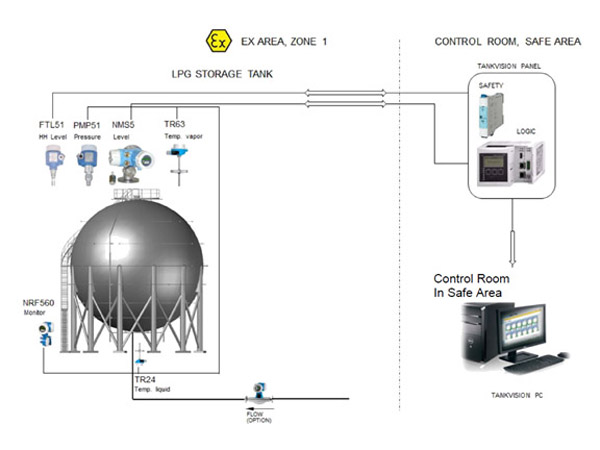 Ex EX AREA, ZONE 1
CONTROL ROOM, SAFE AREA
LPG STORAGE TANK
TANKVISION PANEL
SAFETY
LOGIC
FTL51
HH Level
PMP51
Pressure
NMS5
Level
TR63
Temp. vapor
Control Room
In Safe Area
NRF560
Monitor
TR24
Temp. liquid
FLOW
(OPTION)
TANKVISION PC